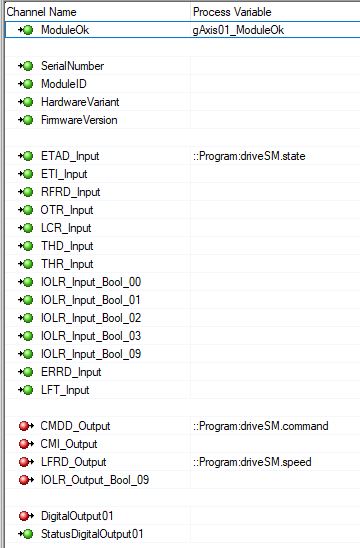 Channel Name Process Variable
ModuleOk gAxis01_ModuleOk
SerialNumber
ModuleID
HardwareVariant
FirmwareVersion
ETAD_Input ::Program:driveSM.state
ETI_Input
RFRD_Input
OTR_Input
LCR_Input
THD_Input
THR_Input
IOLR_Input_Bool_00
IOLR_Input_Bool_01
IOLR_Input_Bool_02
IOLR_Input_Bool_03
IOLR_Input_Bool_09
ERRD_Input
LFT_Input
CMDD_Output ::Program:driveSM.command
CMI_Output
LFRD_Output ::Program:driveSM.speed
IOLR_Output_Bool_09
DigitalOutput01
StatusDigitalOutput01